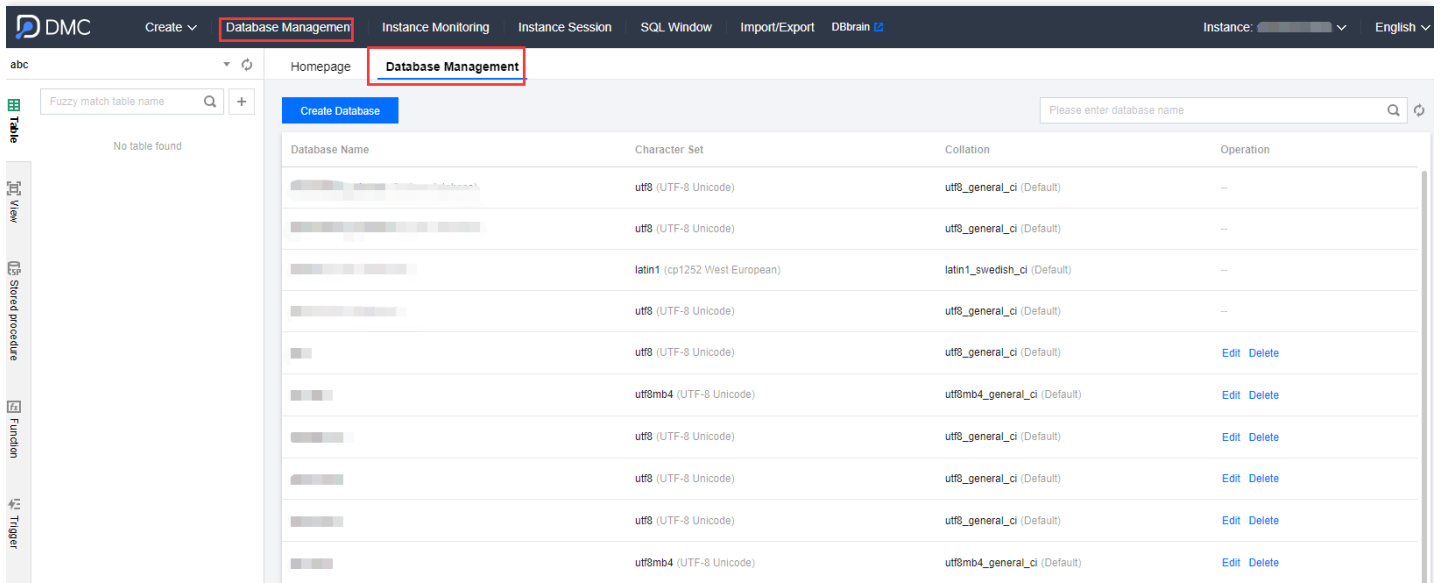 DMC Create Database Management Instance Monitoring Instance Session SQL Window Import/Export DBbrain Instance: English
abc
Homepage Database Management
Fuzzy match table name
No table found
Table
View
Stored procedure
Function
Trigger
Create Database
Please enter database name
Database Name Character Set Collation Operation
utf8 (UTF-8 Unicode) utf8_general_ci (Default) --
utf8 (UTF-8 Unicode) utf8_general_ci (Default) --
latin1 (cp1252 West European) latin1_swedish_ci (Default) --
utf8 (UTF-8 Unicode) utf8_general_ci (Default) --
utf8 (UTF-8 Unicode) utf8_general_ci (Default) Edit Delete
utf8mb4 (UTF-8 Unicode) utf8mb4_general_ci (Default) Edit Delete
utf8 (UTF-8 Unicode) utf8_general_ci (Default) Edit Delete
utf8 (UTF-8 Unicode) utf8_general_ci (Default) Edit Delete
utf8 (UTF-8 Unicode) utf8_general_ci (Default) Edit Delete
utf8mb4 (UTF-8 Unicode) utf8mb4_general_ci (Default) Edit Delete